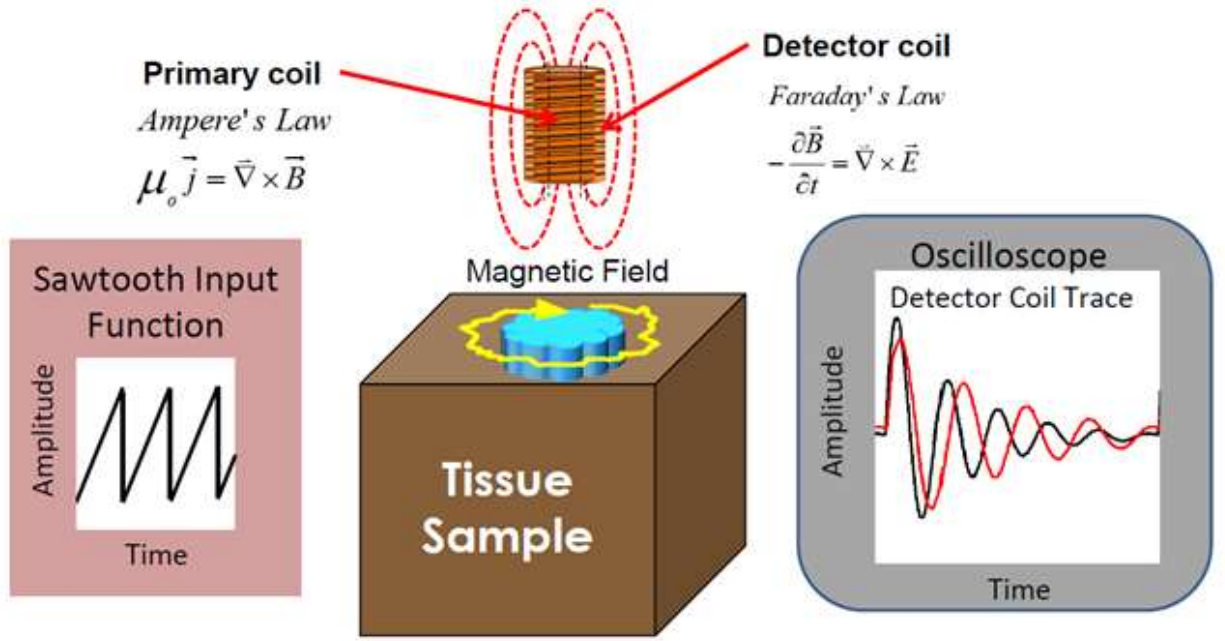 Primary coil
Ampere's Law
μ₀ j⃗ = ∇⃗ × B⃗
Detector coil
Faraday's Law
−∂B⃗/∂t = ∇⃗ × E⃗
Magnetic Field
Sawtooth Input
Function
Amplitude
Time
Tissue
Sample
Oscilloscope
Detector Coil Trace
Amplitude
Time